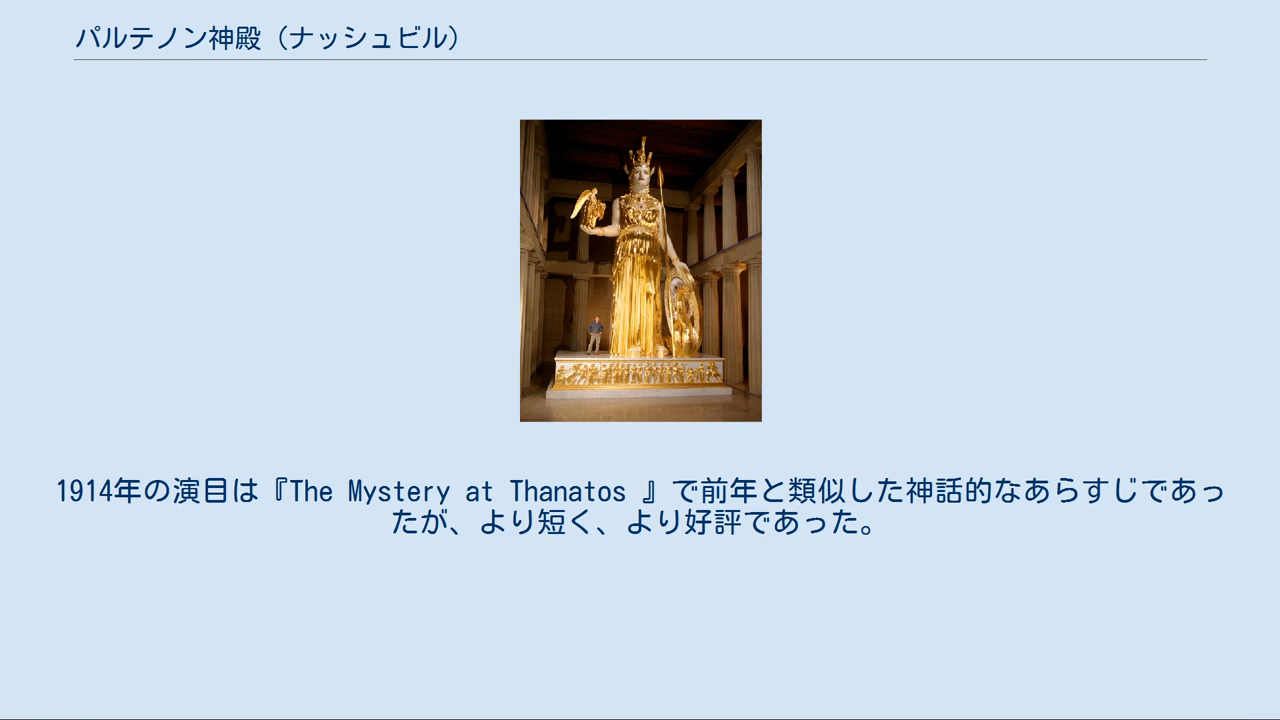 パルテノン神殿（ナッシュビル）
1914年の演目は『The Mystery at Thanatos 』で前年と類似した神話的なあらすじであっ
たが、より短く、より好評であった。